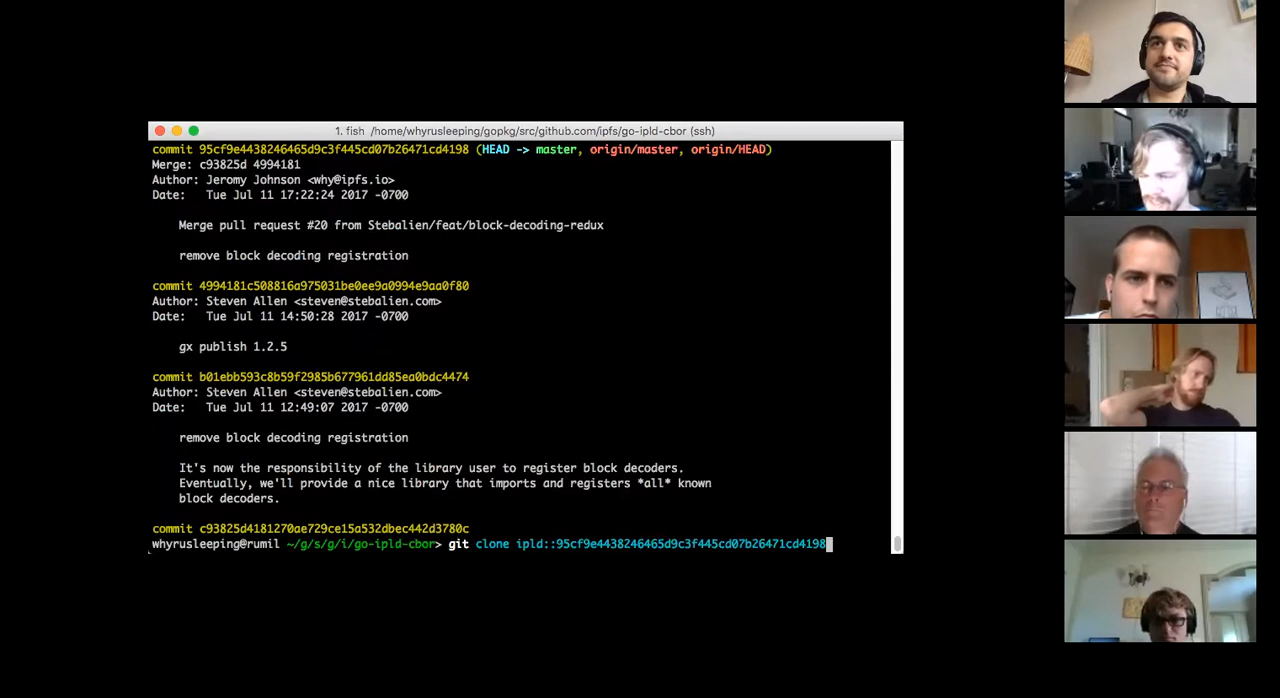 1. fish /home/whyrusleeping/gopkg/src/github.com/ipfs/go-ipld-cbor (ssh)
commit 95cf9e4438246465d9c3f445cd07b26471cd4198 (HEAD -> master, origin/master, origin/HEAD)
Merge: c93825d 4994181
Author: Jeromy Johnson <why@ipfs.io>
Date:   Tue Jul 11 17:22:24 2017 -0700
Merge pull request #20 from Stebalien/feat/block-decoding-redux
remove block decoding registration
commit 4994181c508816a975031be0ee9a0994e9aa0f80
Author: Steven Allen <steven@stebalien.com>
Date:   Tue Jul 11 14:50:28 2017 -0700
gx publish 1.2.5
commit b01ebb593c8b59f2985b677961dd85ea0bdc4474
Author: Steven Allen <steven@stebalien.com>
Date:   Tue Jul 11 12:49:07 2017 -0700
remove block decoding registration
It's now the responsibility of the library user to register block decoders.
Eventually, we'll provide a nice library that imports and registers *all* known
block decoders.
commit c93825d4181270ae729ce15a532dbec442d3780c
whyrusleeping@rumil ~/g/s/g/i/go-ipld-cbor> git clone ipld::95cf9e4438246465d9c3f445cd07b26471cd4198